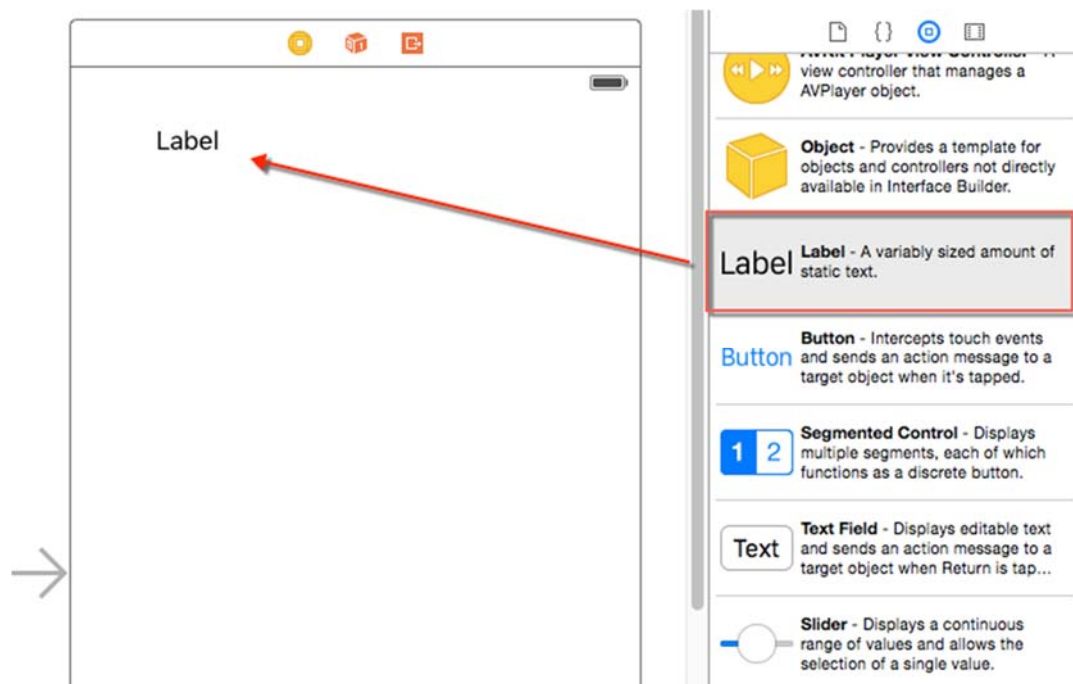 Label
view controller that manages a
AVPlayer object.
Object - Provides a template for
objects and controllers not directly
available in Interface Builder.
Label
Label - A variably sized amount of
static text.
Button
Button - Intercepts touch events
and sends an action message to a
target object when it's tapped.
1 2
Segmented Control - Displays
multiple segments, each of which
functions as a discrete button.
Text
Text Field - Displays editable text
and sends an action message to a
target object when Return is tap...
Slider - Displays a continuous
range of values and allows the
selection of a single value.